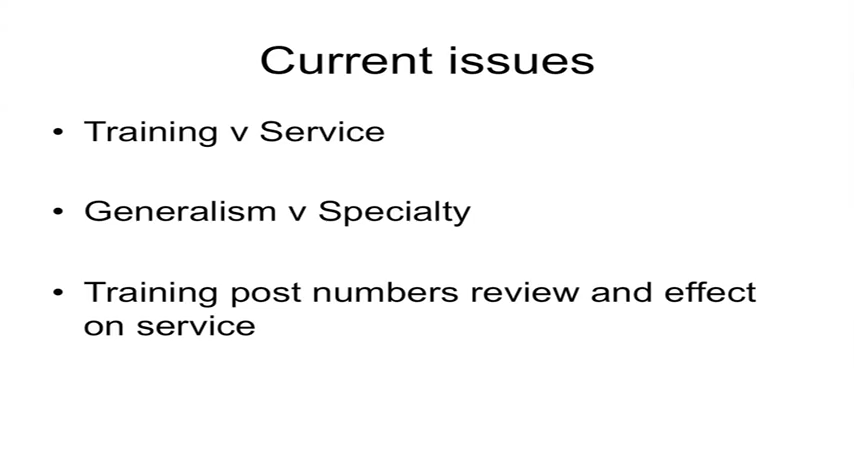 Current issues
• Training v Service
• Generalism v Specialty
• Training post numbers review and effect
on service